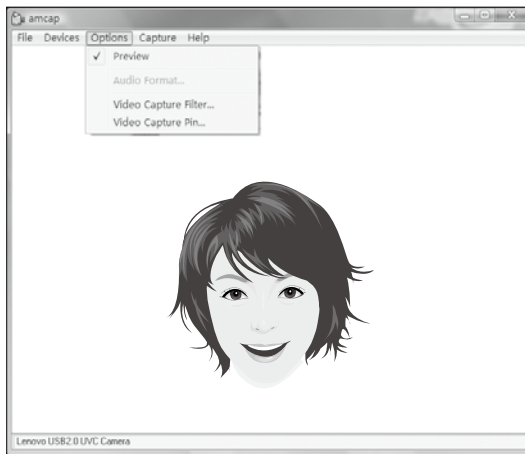 amcap
File Devices Options Capture Help
✓ Preview
Audio Format...
Video Capture Filter...
Video Capture Pin...
Lenovo USB2.0 UVC Camera